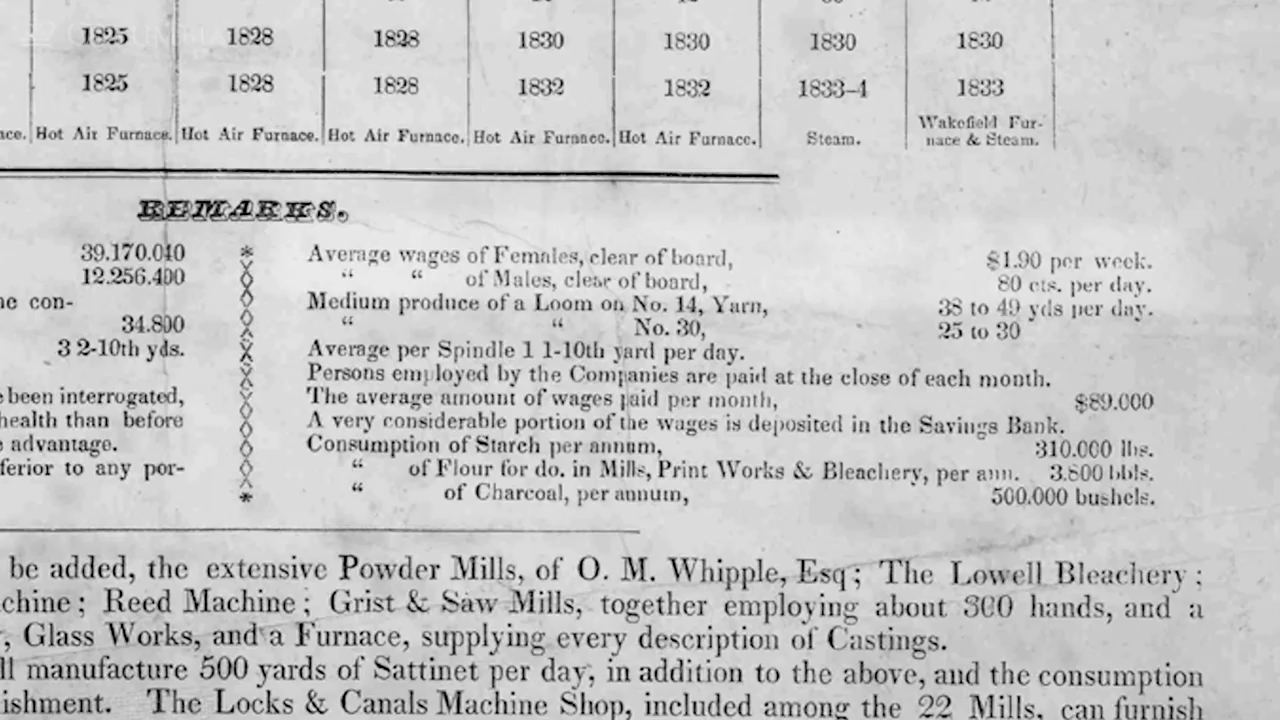 1825 1828 1828 1830 1830 1830 1830
1825 1828 1828 1832 1832 1833-4 1833
ace. Hot Air Furnace. Hot Air Furnace. Hot Air Furnace. Hot Air Furnace. Hot Air Furnace. Steam. Wakefield Fur-
nace & Steam.
REMARKS.
39.170.040
12.256.400
he con-
34.800
3 2-10th yds.
been interrogated,
health than before
advantage.
ferior to any por-
Average wages of Females, clear of board, $1.90 per week.
“ “ of Males, clear of board, 80 cts. per day.
Medium produce of a Loom on No. 14, Yarn, 38 to 49 yds per day.
“ “ No. 30, 25 to 30
Average per Spindle 1 1-10th yard per day.
Persons employed by the Companies are paid at the close of each month.
The average amount of wages paid per month, $89.000
A very considerable portion of the wages is deposited in the Savings Bank.
Consumption of Starch per annum, 310.000 lbs.
“ of Flour for do. in Mills, Print Works & Bleachery, per ann. 3.800 bbls.
“ of Charcoal, per annum, 500.000 bushels.
be added, the extensive Powder Mills, of O. M. Whipple, Esq; The Lowell Bleachery;
chine; Reed Machine; Grist & Saw Mills, together employing about 300 hands, and a
, Glass Works, and a Furnace, supplying every description of Castings.
ll manufacture 500 yards of Sattinet per day, in addition to the above, and the consumption
ishment. The Locks & Canals Machine Shop, included among the 22 Mills, can furnish